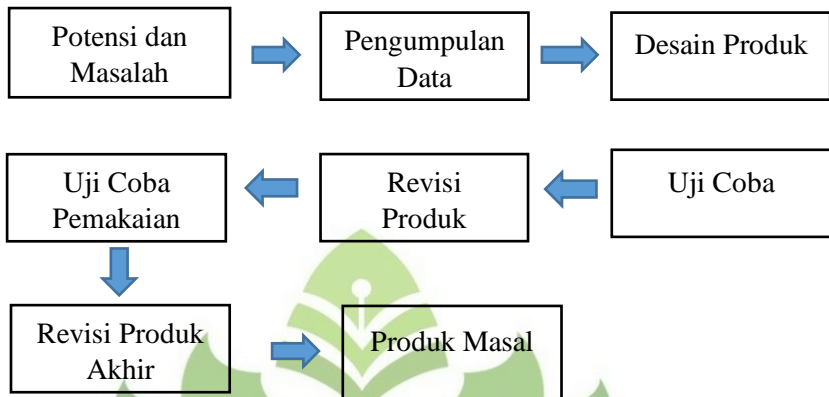 Potensi dan
Masalah
Pengumpulan
Data
Desain Produk
Uji Coba
Pemakaian
Revisi
Produk
Uji Coba
Revisi Produk
Akhir
Produk Masal